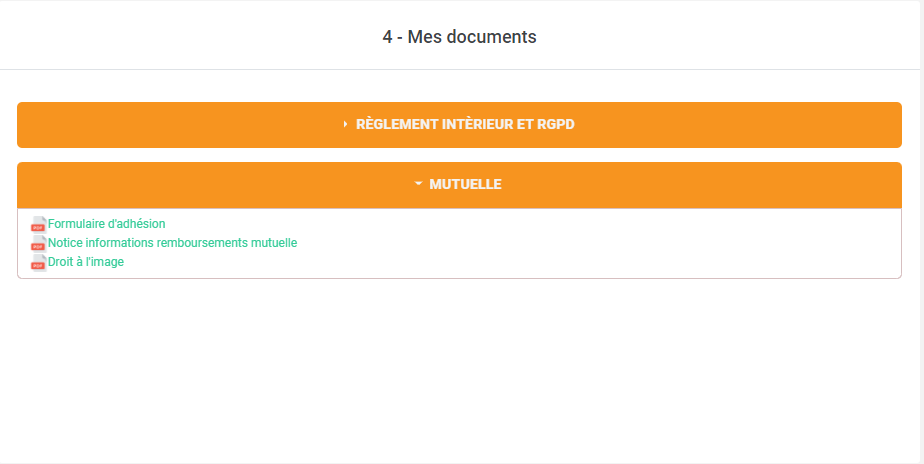 4 - Mes documents
RÈGLEMENT INTÈRIEUR ET RGPD
MUTUELLE
Formulaire d'adhésion
Notice informations remboursements mutuelle
Droit à l'image